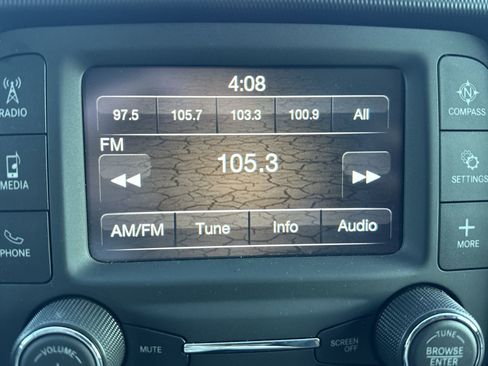 4:08
97.5 105.7 103.3 100.9 All
FM
105.3
AM/FM Tune Info Audio
RADIO
MEDIA
PHONE
N
COMPASS
SETTINGS
MORE
VOLUME
MUTE
SCREEN
OFF
TUNE
BROWSE
ENTER